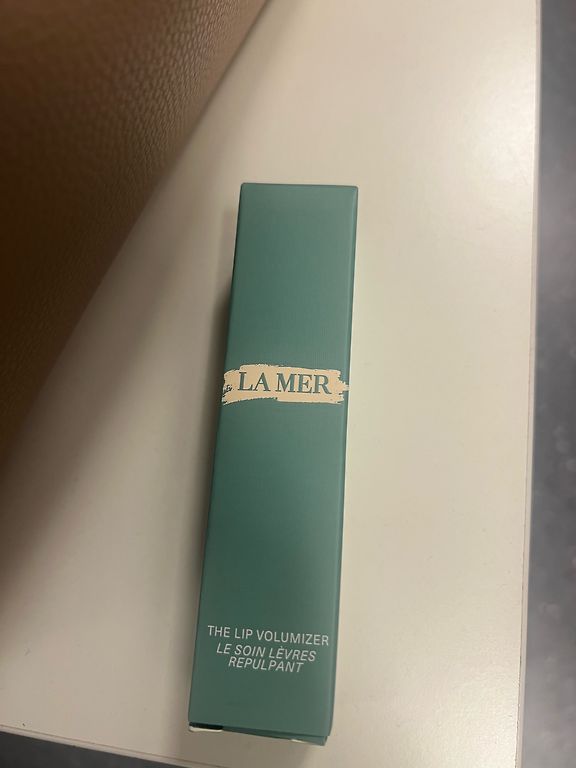 LA MER
THE LIP VOLUMIZER
LE SOIN LÈVRES
REPULPANT